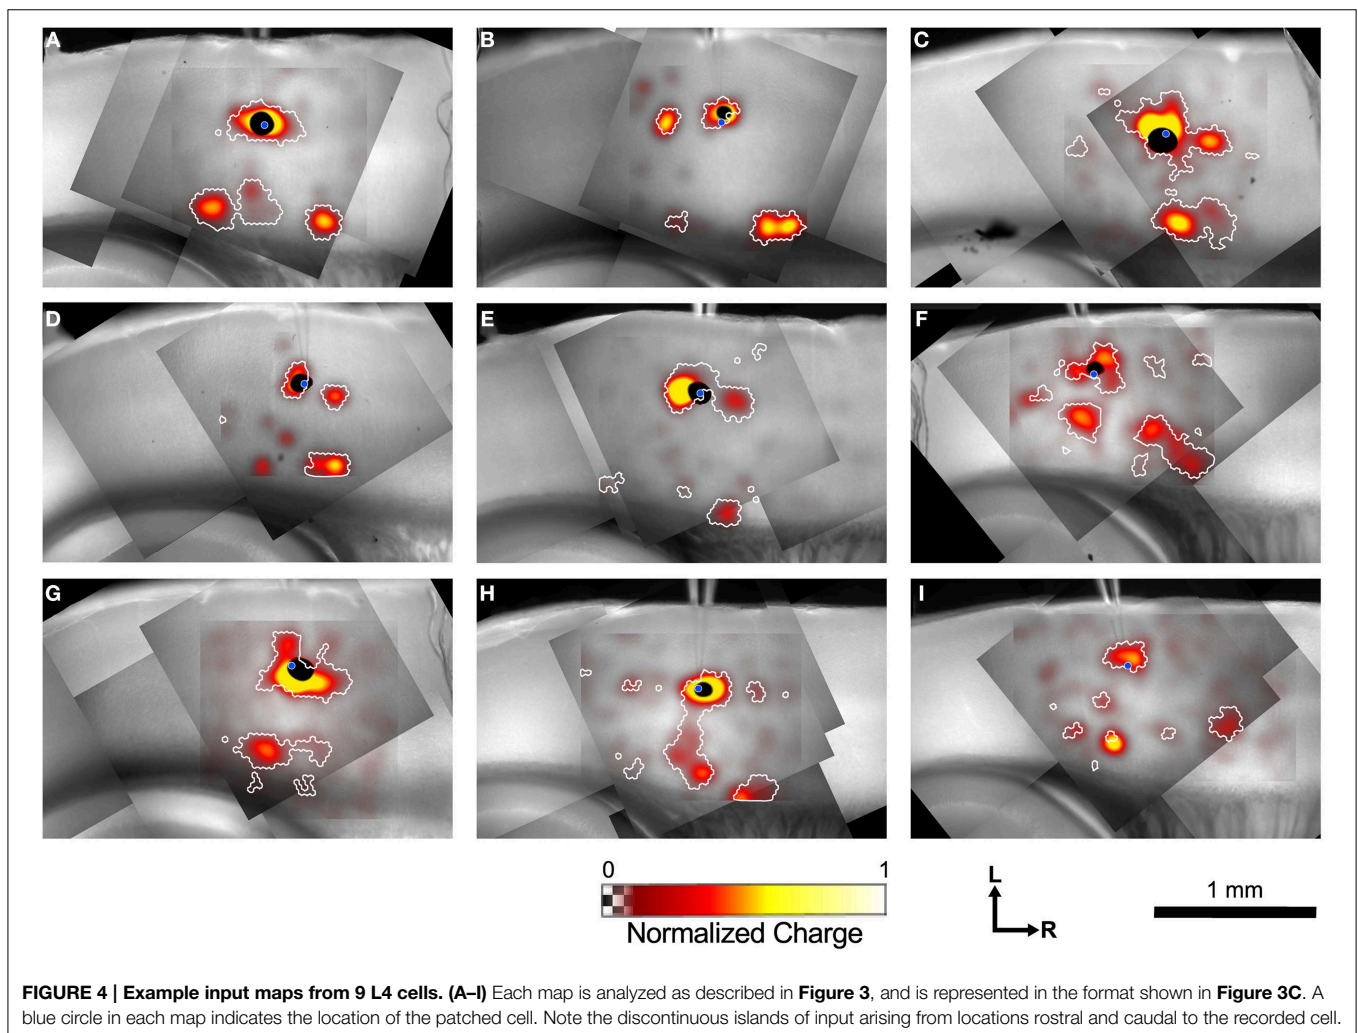 A
B
C
D
E
F
G
H
I
0 1
Normalized Charge
L
R
1 mm
FIGURE 4 | Example input maps from 9 L4 cells. (A–I) Each map is analyzed as described in Figure 3, and is represented in the format shown in Figure 3C. A
blue circle in each map indicates the location of the patched cell. Note the discontinuous islands of input arising from locations rostral and caudal to the recorded cell.